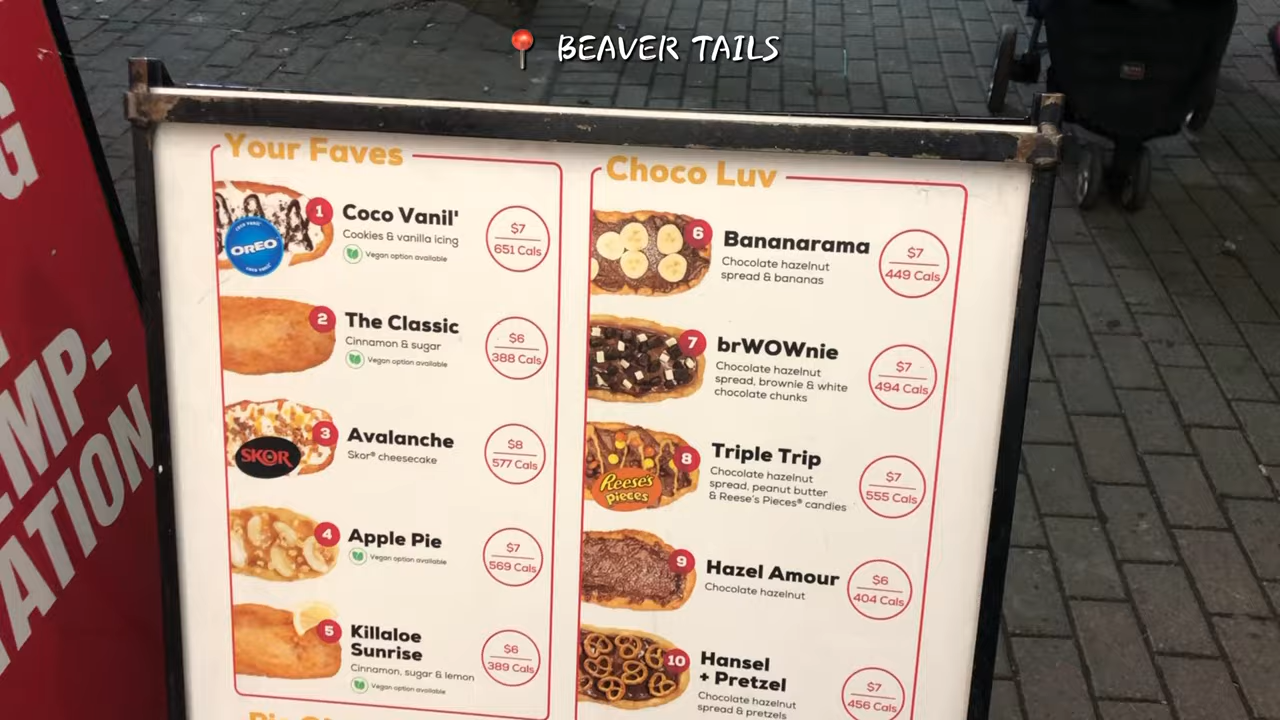 📍 BEAVER TAILS
Your Faves
1
Coco Vanil'
Cookies & vanilla icing
Vegan option available
$7
651 Cals
OREO
2
The Classic
Cinnamon & sugar
Vegan option available
$6
388 Cals
3
Avalanche
Skor® cheesecake
$8
577 Cals
SKOR
4
Apple Pie
Vegan option available
$7
569 Cals
5
Killaloe
Sunrise
Cinnamon, sugar & lemon
Vegan option available
$6
389 Cals
Choco Luv
6
Bananarama
Chocolate hazelnut
spread & bananas
$7
449 Cals
7
brWOWnie
Chocolate hazelnut
spread, brownie & white
chocolate chunks
$7
494 Cals
8
Triple Trip
Chocolate hazelnut
spread, peanut butter
& Reese's Pieces® candies
$7
555 Cals
Reese's
Pieces
9
Hazel Amour
Chocolate hazelnut
$6
404 Cals
10
Hansel
+ Pretzel
Chocolate hazelnut
spread & pretzels
$7
456 Cals